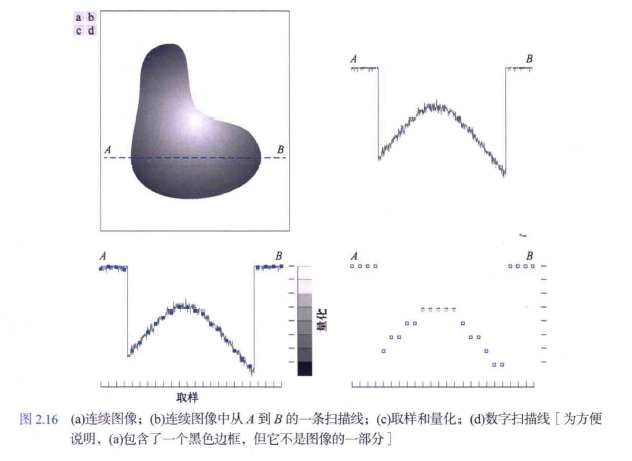 a b
c d
A B
A B
A B
量化
取样
A B
图 2.16 (a)连续图像；(b)连续图像中从 A 到 B 的一条扫描线；(c)取样和量化；(d)数字扫描线［为方便
说明，(a)包含了一个黑色边框，但它不是图像的一部分］